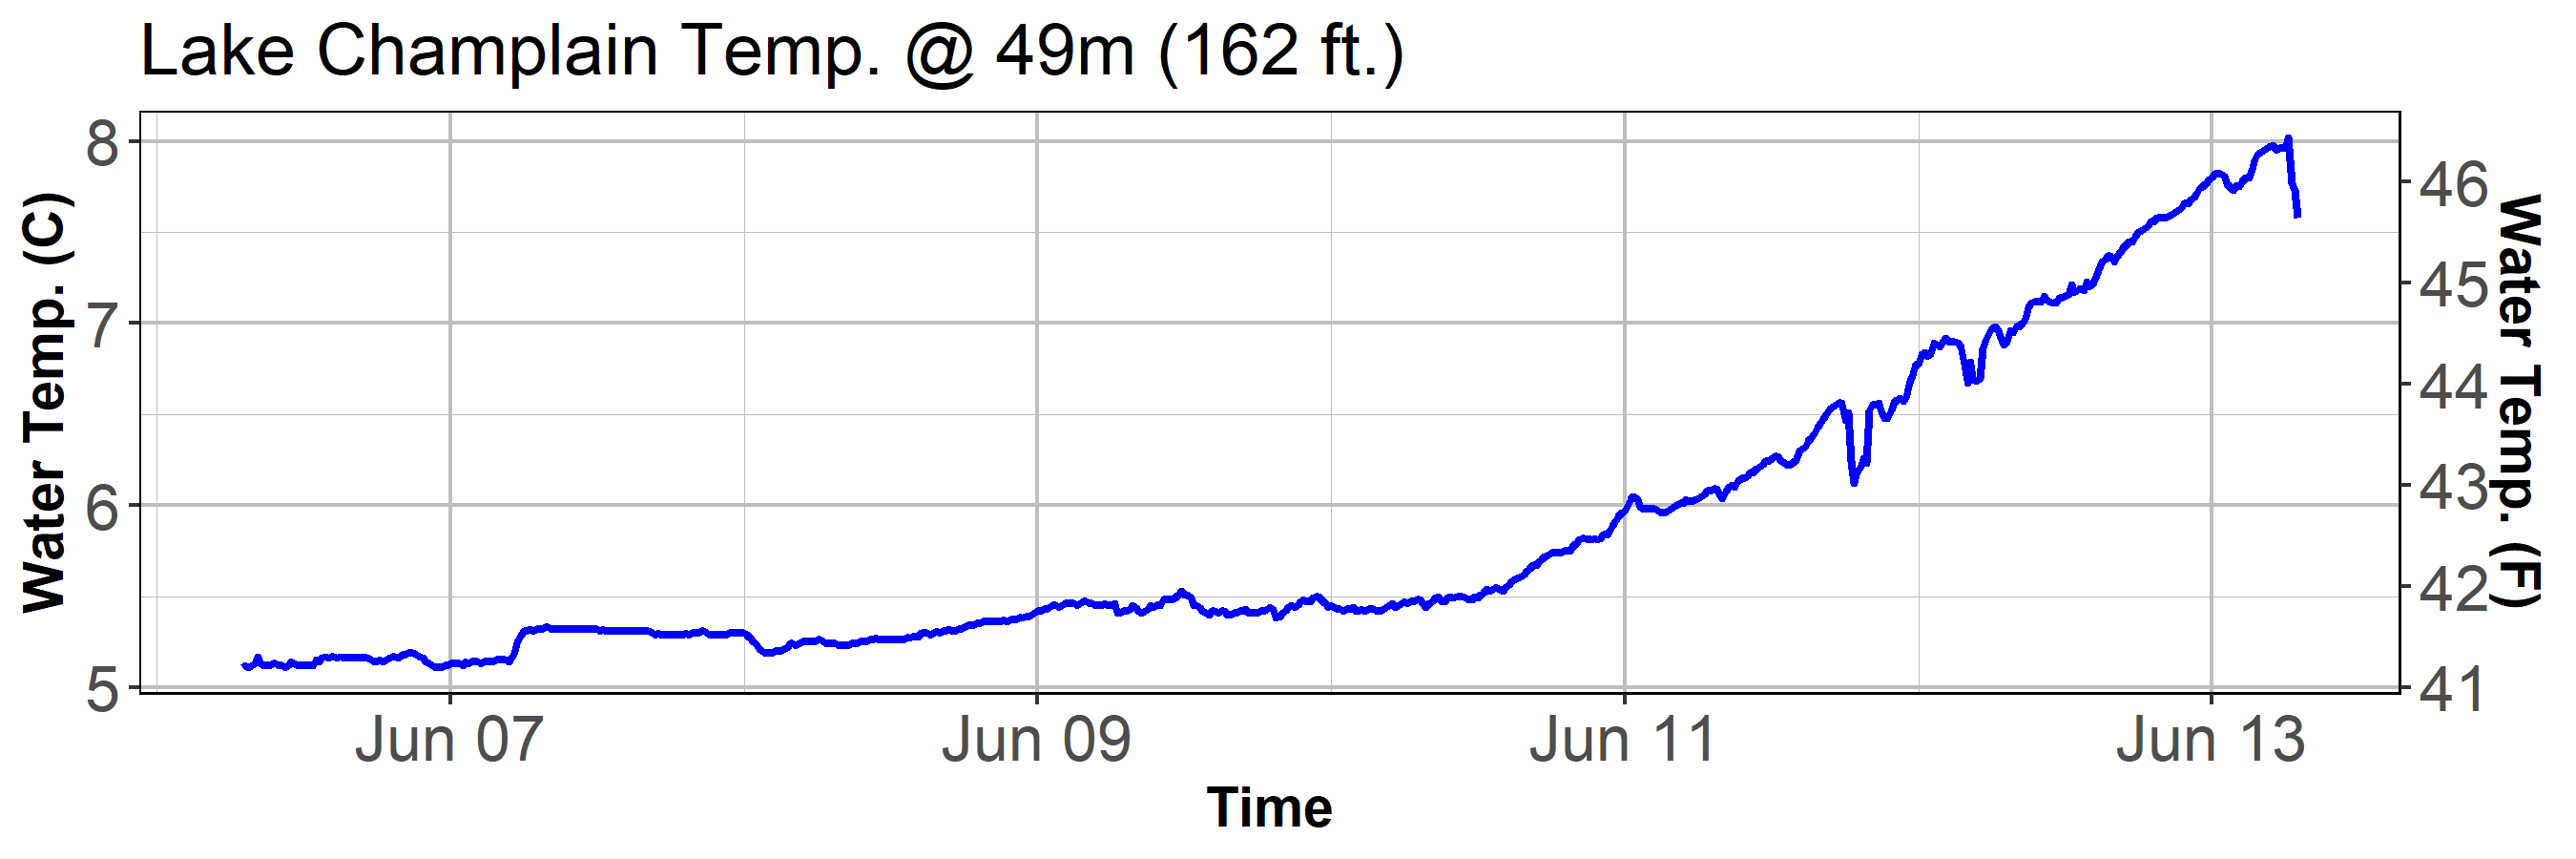 Lake Champlain Temp. @ 49m (162 ft.)
Water Temp. (C)
8
7
6
5
46
45
44
43
42
41
Water Temp. (F)
Jun 07 Jun 09 Jun 11 Jun 13
Time